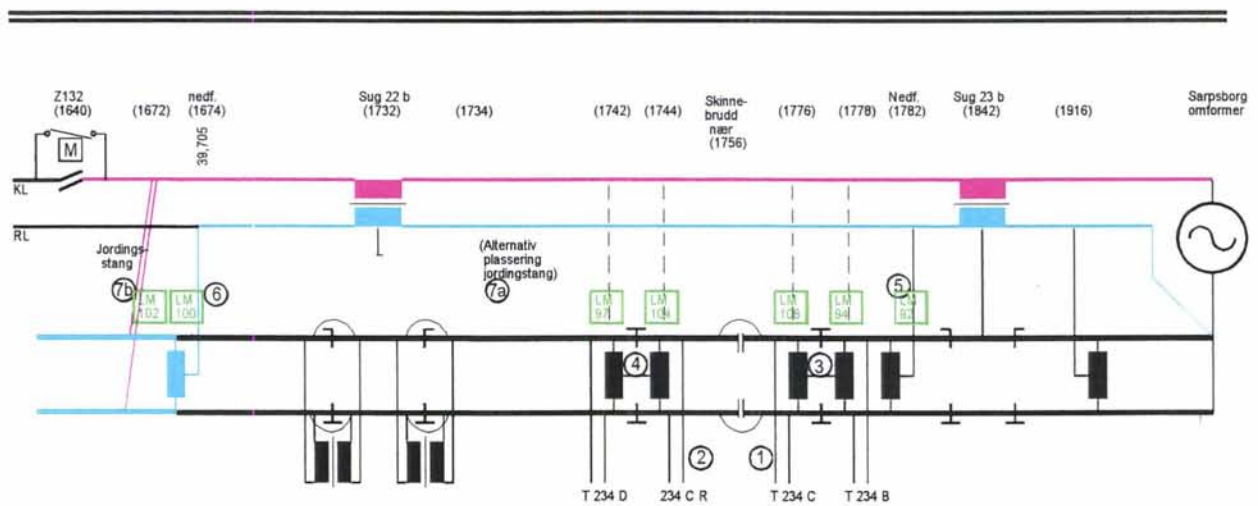 Z132
(1640)
(1672)
nedf.
(1674)
39,705
Sug 22 b
(1732)
(1734)
(1742)
(1744)
Skinne-
brudd
nær
(1756)
(1776)
(1778)
Nedf.
(1782)
Sug 23 b
(1842)
(1916)
Sarpsborg
omformer
M
KL
RL
Jordings-
stang
(Alternativ
plassering
jordingstang)
7b
LM
102
LM
100
6
7a
LM
97
LM
104
LM
108
LM
94
5
LM
92
4
3
2
1
T 234 D
234 C R
T 234 C
T 234 B